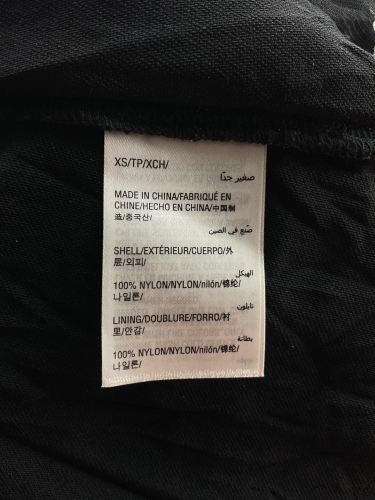 XS/TP/XCH/
صغير جدًا
MADE IN CHINA/FABRIQUÉ EN
CHINE/HECHO EN CHINA/中国制
造/중국산/
صُنع في الصين
SHELL/EXTÉRIEUR/CUERPO/外
层/외피/
الهيكل
100% NYLON/NYLON/nilón/锦纶/
나일론/
نايلون
LINING/DOUBLURE/FORRO/衬
里/안감/
بطانة
100% NYLON/NYLON/nilón/锦纶/
나일론/